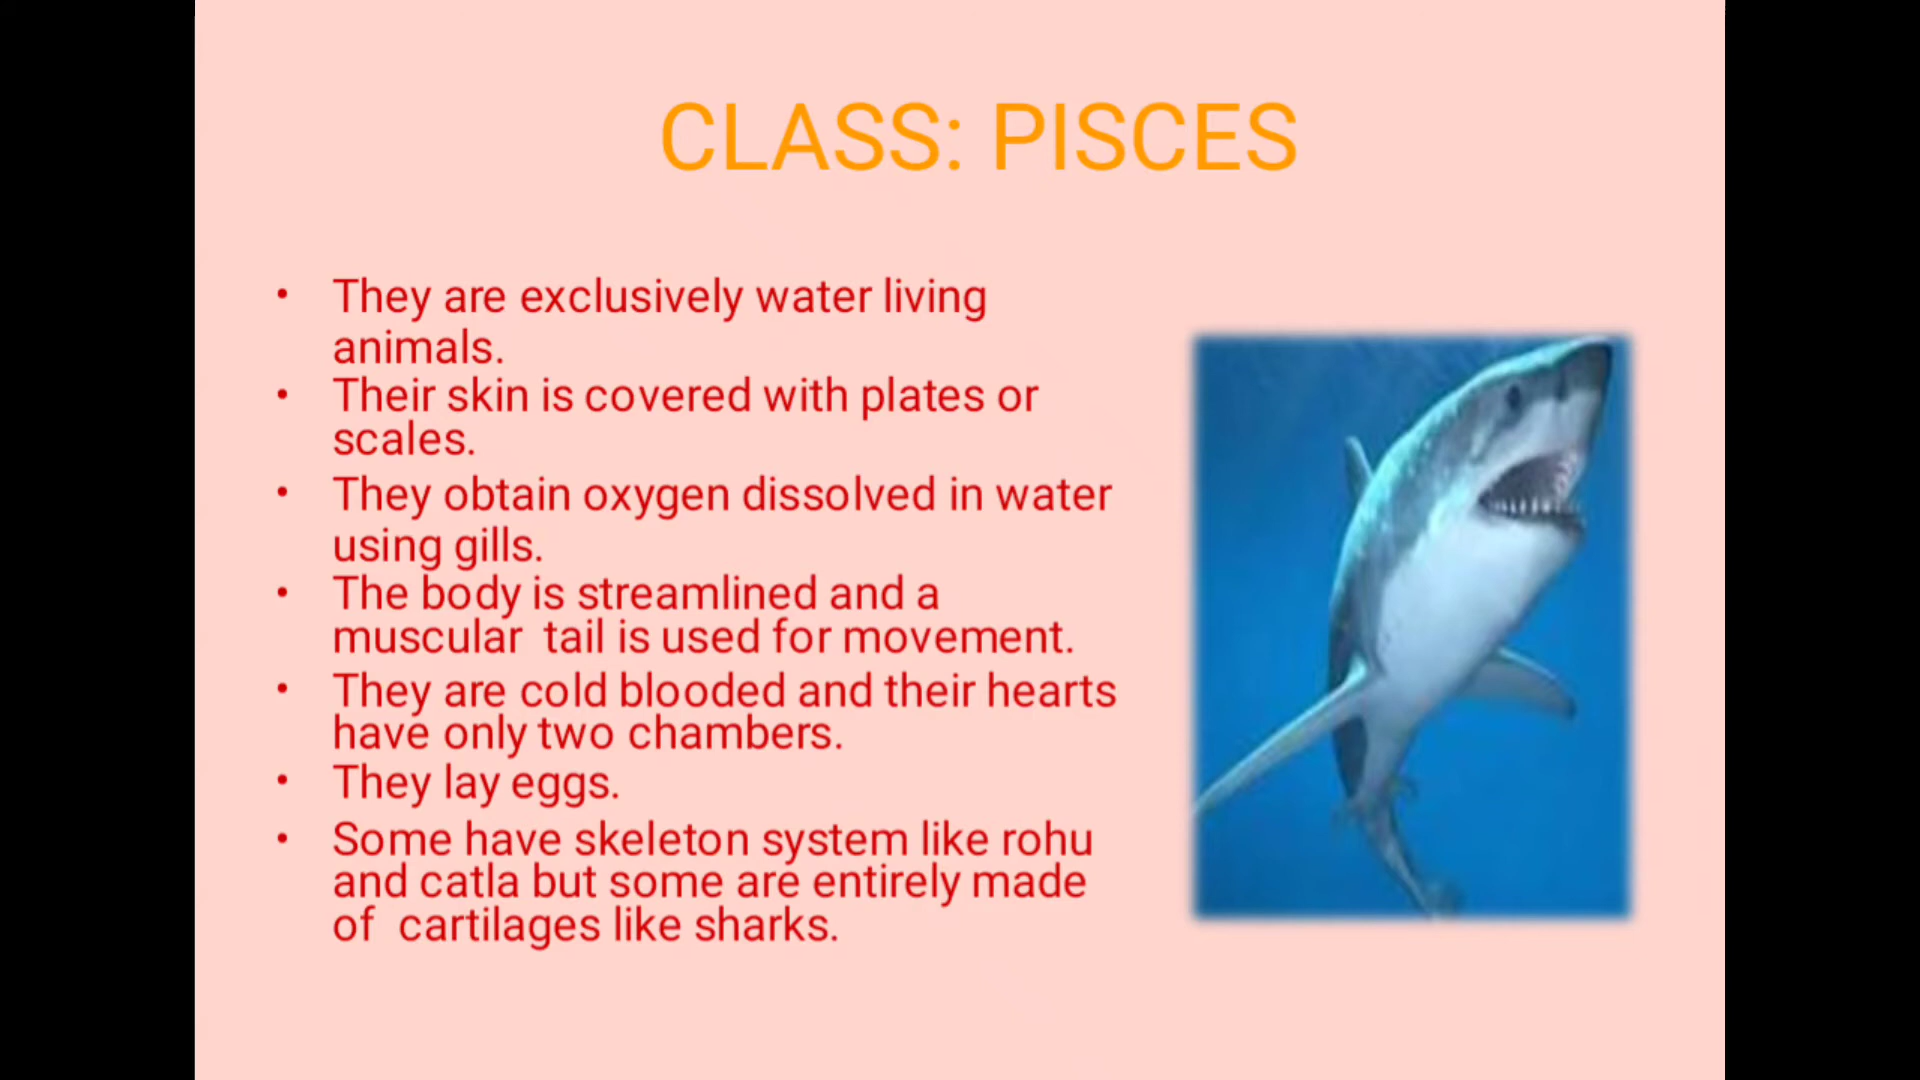 CLASS: PISCES
• They are exclusively water living
animals.
• Their skin is covered with plates or
scales.
• They obtain oxygen dissolved in water
using gills.
• The body is streamlined and a
muscular  tail is used for movement.
• They are cold blooded and their hearts
have only two chambers.
• They lay eggs.
• Some have skeleton system like rohu
and catla but some are entirely made
of  cartilages like sharks.